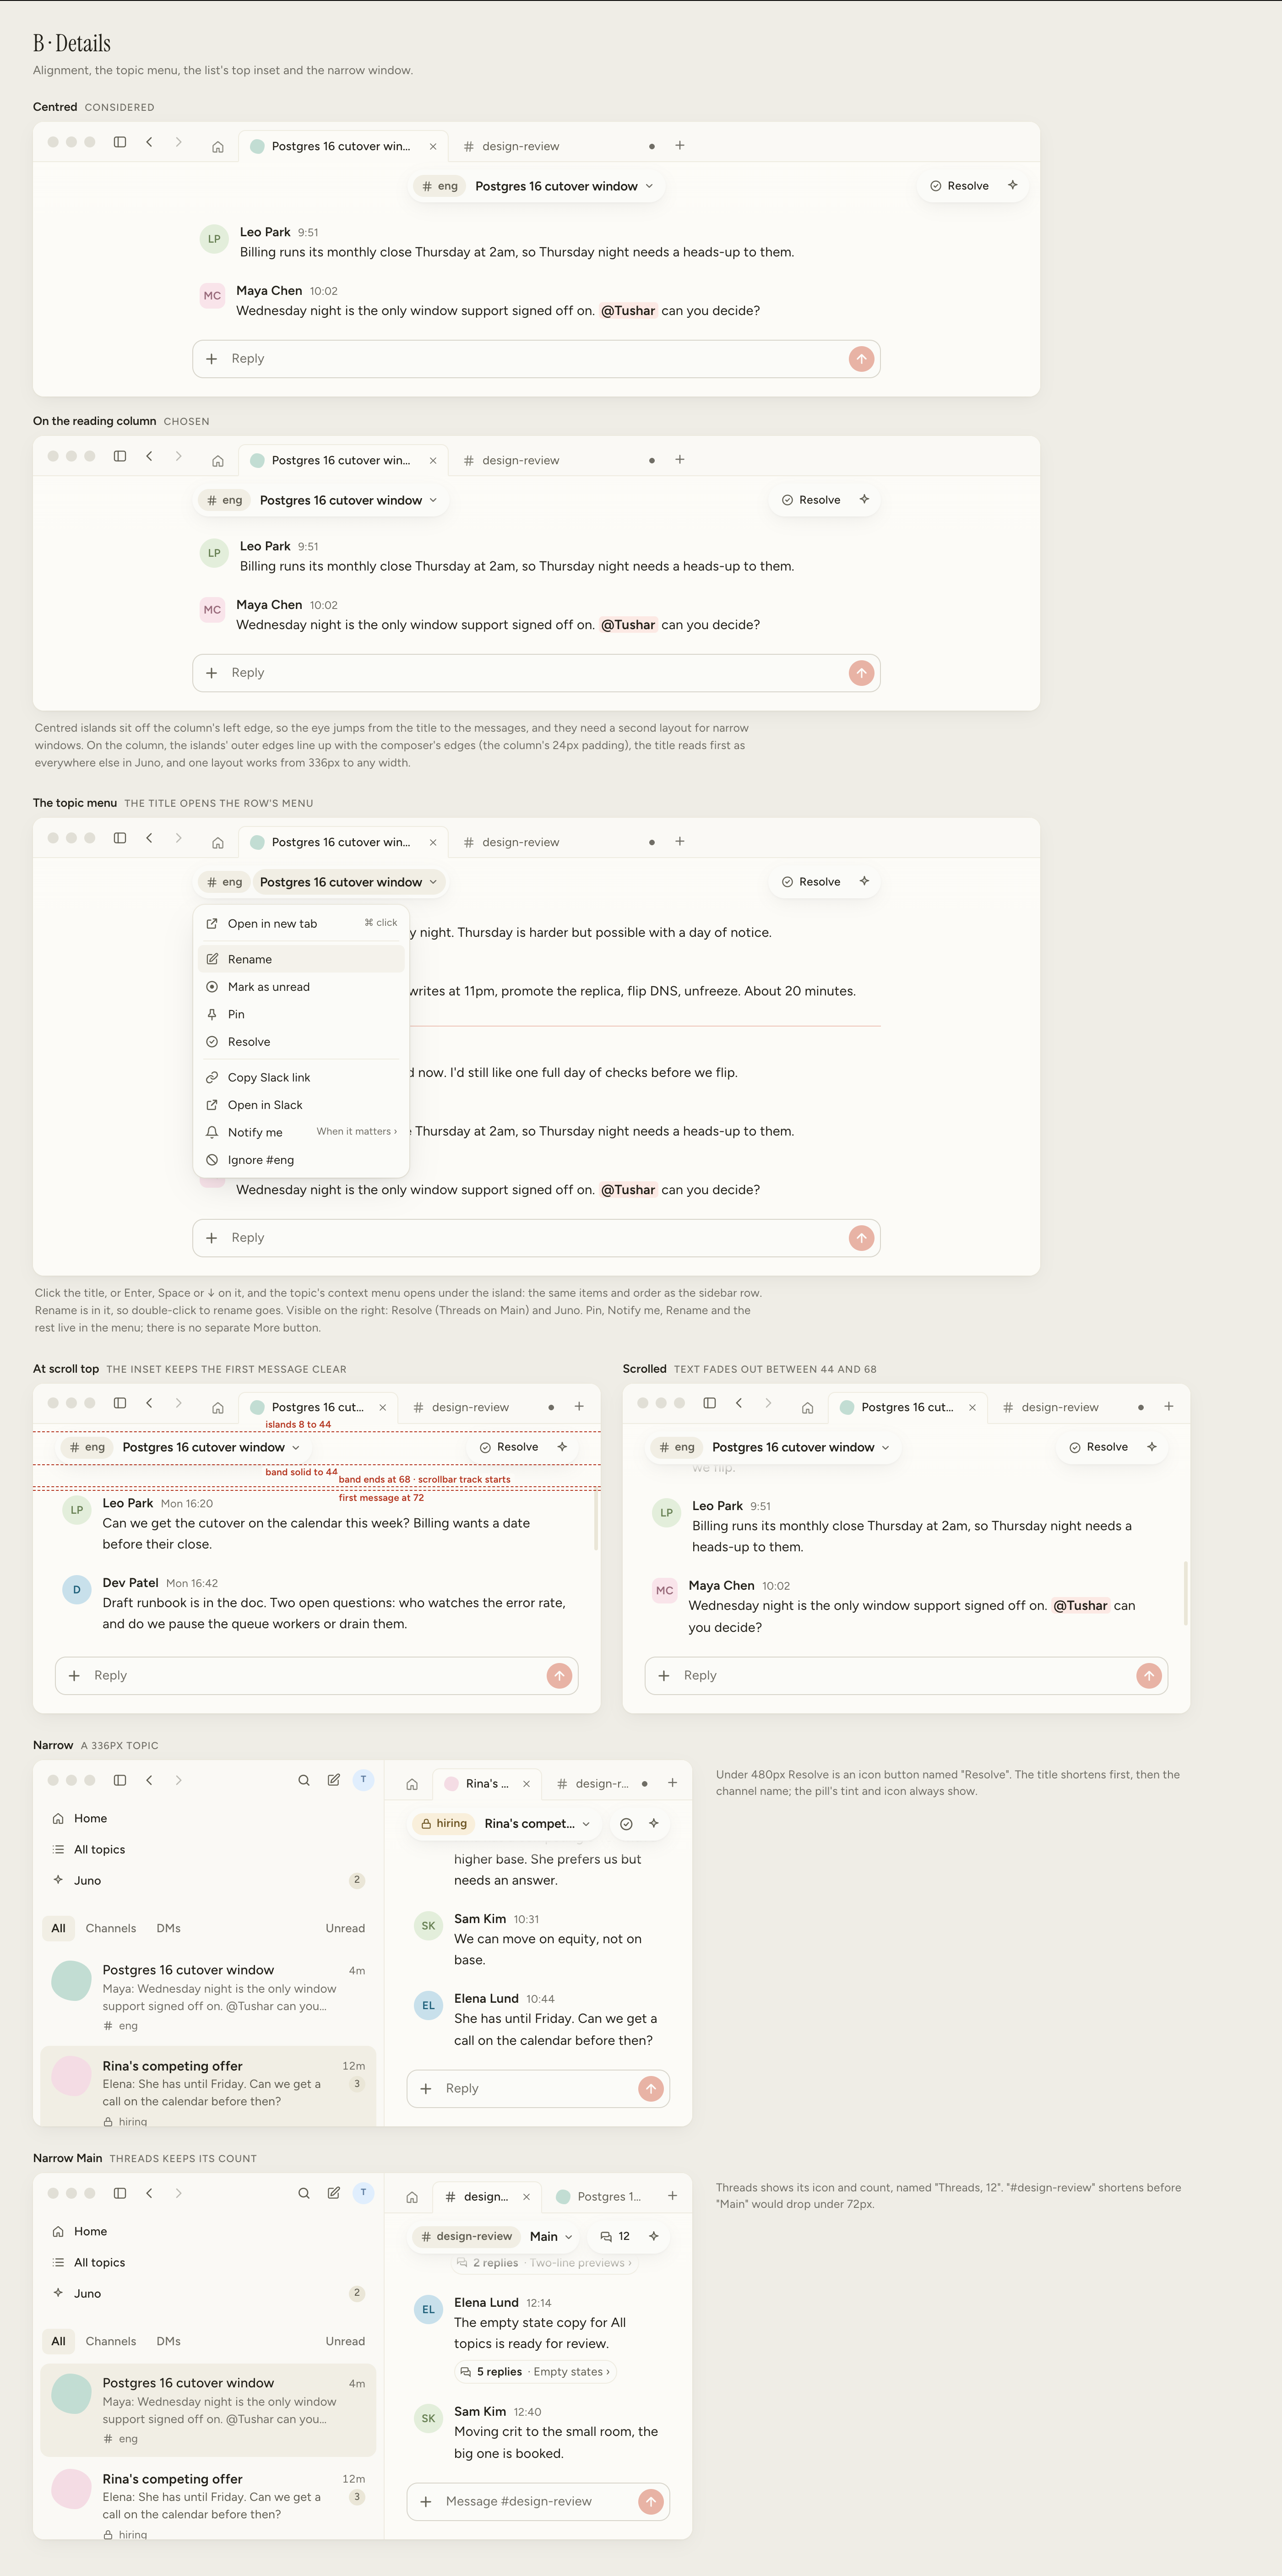 B · Details
Alignment, the topic menu, the list's top inset and the narrow window.
Centred CONSIDERED
Postgres 16 cutover win...
design-review
eng Postgres 16 cutover window
Resolve
LP Leo Park 9:51
Billing runs its monthly close Thursday at 2am, so Thursday night needs a heads-up to them.
MC Maya Chen 10:02
Wednesday night is the only window support signed off on. @Tushar can you decide?
Reply
On the reading column CHOSEN
Postgres 16 cutover win...
design-review
eng Postgres 16 cutover window
Resolve
LP Leo Park 9:51
Billing runs its monthly close Thursday at 2am, so Thursday night needs a heads-up to them.
MC Maya Chen 10:02
Wednesday night is the only window support signed off on. @Tushar can you decide?
Reply
Centred islands sit off the column's left edge, so the eye jumps from the title to the messages, and they need a second layout for narrow
windows. On the column, the islands' outer edges line up with the composer's edges (the column's 24px padding), the title reads first as
everywhere else in Juno, and one layout works from 336px to any width.
The topic menu THE TITLE OPENS THE ROW'S MENU
Postgres 16 cutover win...
design-review
eng Postgres 16 cutover window
Resolve
Open in new tab ⌘ click
y night. Thursday is harder but possible with a day of notice.
Rename
Mark as unread
writes at 11pm, promote the replica, flip DNS, unfreeze. About 20 minutes.
Pin
Resolve
d now. I'd still like one full day of checks before we flip.
Copy Slack link
Open in Slack
Notify me When it matters ›
e Thursday at 2am, so Thursday night needs a heads-up to them.
Ignore #eng
Wednesday night is the only window support signed off on. @Tushar can you decide?
Reply
Click the title, or Enter, Space or ↓ on it, and the topic's context menu opens under the island: the same items and order as the sidebar row.
Rename is in it, so double-click to rename goes. Visible on the right: Resolve (Threads on Main) and Juno. Pin, Notify me, Rename and the
rest live in the menu; there is no separate More button.
At scroll top THE INSET KEEPS THE FIRST MESSAGE CLEAR
Postgres 16 cut...
design-review
islands 8 to 44
eng Postgres 16 cutover window
Resolve
band solid to 44
band ends at 68 · scrollbar track starts
first message at 72
LP Leo Park Mon 16:20
Can we get the cutover on the calendar this week? Billing wants a date
before their close.
D Dev Patel Mon 16:42
Draft runbook is in the doc. Two open questions: who watches the error rate,
and do we pause the queue workers or drain them.
Reply
Scrolled TEXT FADES OUT BETWEEN 44 AND 68
Postgres 16 cut...
design-review
eng Postgres 16 cutover window
Resolve
we flip.
LP Leo Park 9:51
Billing runs its monthly close Thursday at 2am, so Thursday night needs a
heads-up to them.
MC Maya Chen 10:02
Wednesday night is the only window support signed off on. @Tushar can
you decide?
Reply
Narrow A 336PX TOPIC
T
Home
All topics
Juno 2
All Channels DMs Unread
Postgres 16 cutover window 4m
Maya: Wednesday night is the only window
support signed off on. @Tushar can you...
eng
Rina's competing offer 12m
Elena: She has until Friday. Can we get a 3
call on the calendar before then?
hiring
Rina's ...
design-r...
hiring Rina's compet...
higher base. She prefers us but
needs an answer.
SK Sam Kim 10:31
We can move on equity, not on
base.
EL Elena Lund 10:44
She has until Friday. Can we get a
call on the calendar before then?
Reply
Under 480px Resolve is an icon button named "Resolve". The title shortens first, then the
channel name; the pill's tint and icon always show.
Narrow Main THREADS KEEPS ITS COUNT
T
Home
All topics
Juno 2
All Channels DMs Unread
Postgres 16 cutover window 4m
Maya: Wednesday night is the only window
support signed off on. @Tushar can you...
eng
Rina's competing offer 12m
Elena: She has until Friday. Can we get a 3
call on the calendar before then?
hiring
design...
Postgres 1...
design-review Main
12
2 replies · Two-line previews ›
EL Elena Lund 12:14
The empty state copy for All
topics is ready for review.
5 replies · Empty states ›
SK Sam Kim 12:40
Moving crit to the small room, the
big one is booked.
Message #design-review
Threads shows its icon and count, named "Threads, 12". "#design-review" shortens before
"Main" would drop under 72px.